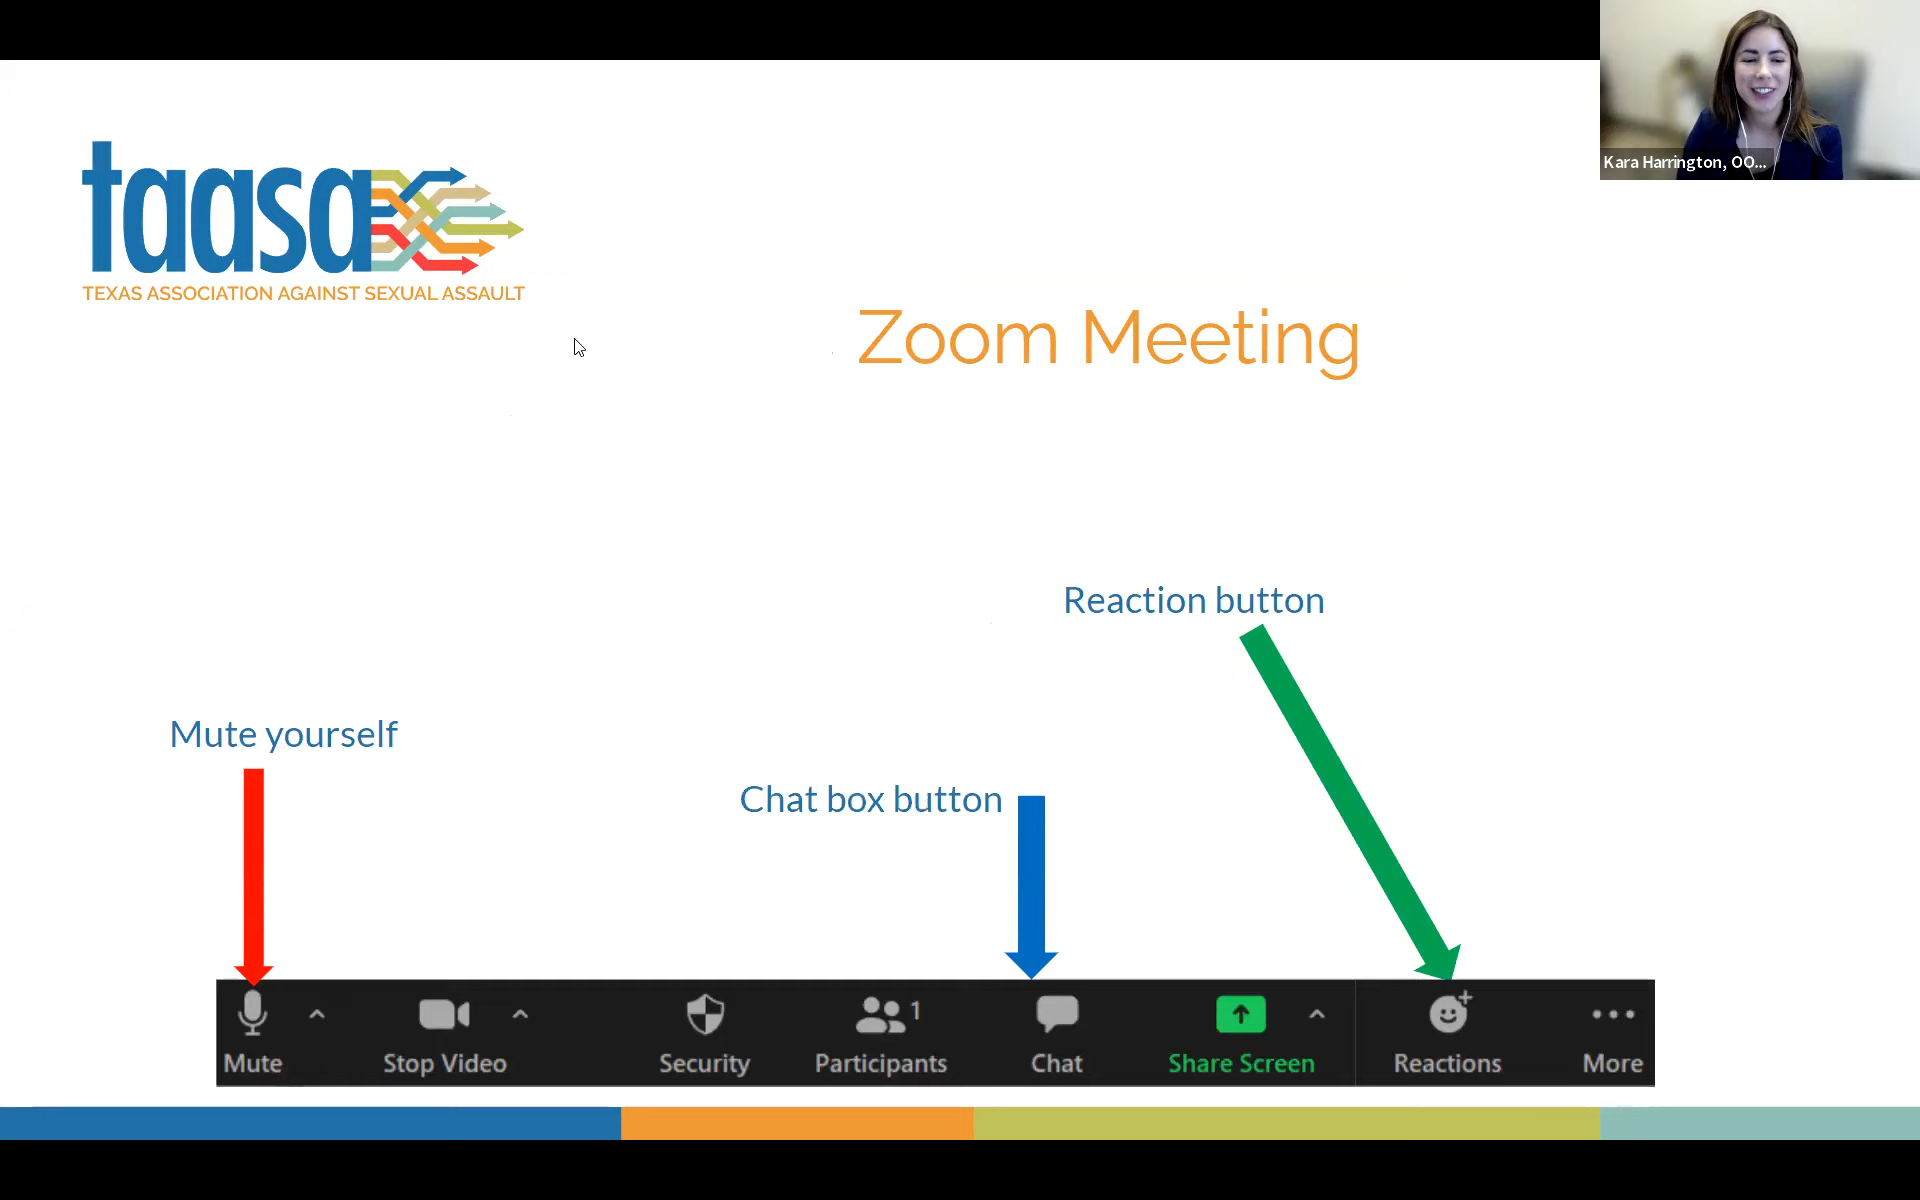 Kara Harrington, OO...
taasa
TEXAS ASSOCIATION AGAINST SEXUAL ASSAULT
Zoom Meeting
Reaction button
Mute yourself
Chat box button
1
Mute
Stop Video
Security
Participants
Chat
Share Screen
Reactions
More